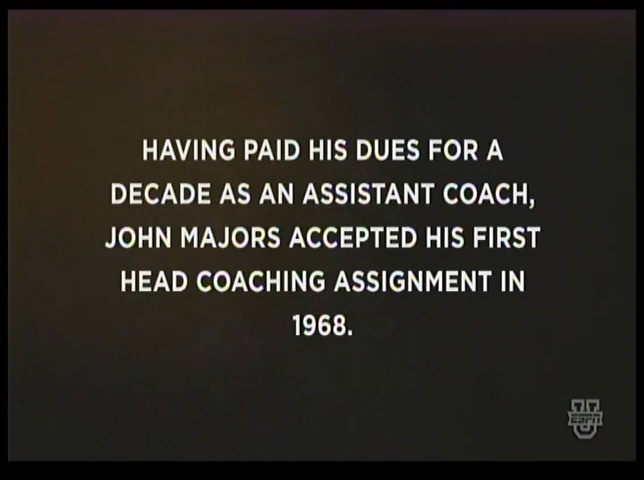 HAVING PAID HIS DUES FOR A
DECADE AS AN ASSISTANT COACH,
JOHN MAJORS ACCEPTED HIS FIRST
HEAD COACHING ASSIGNMENT IN
1968.
ESPN
U